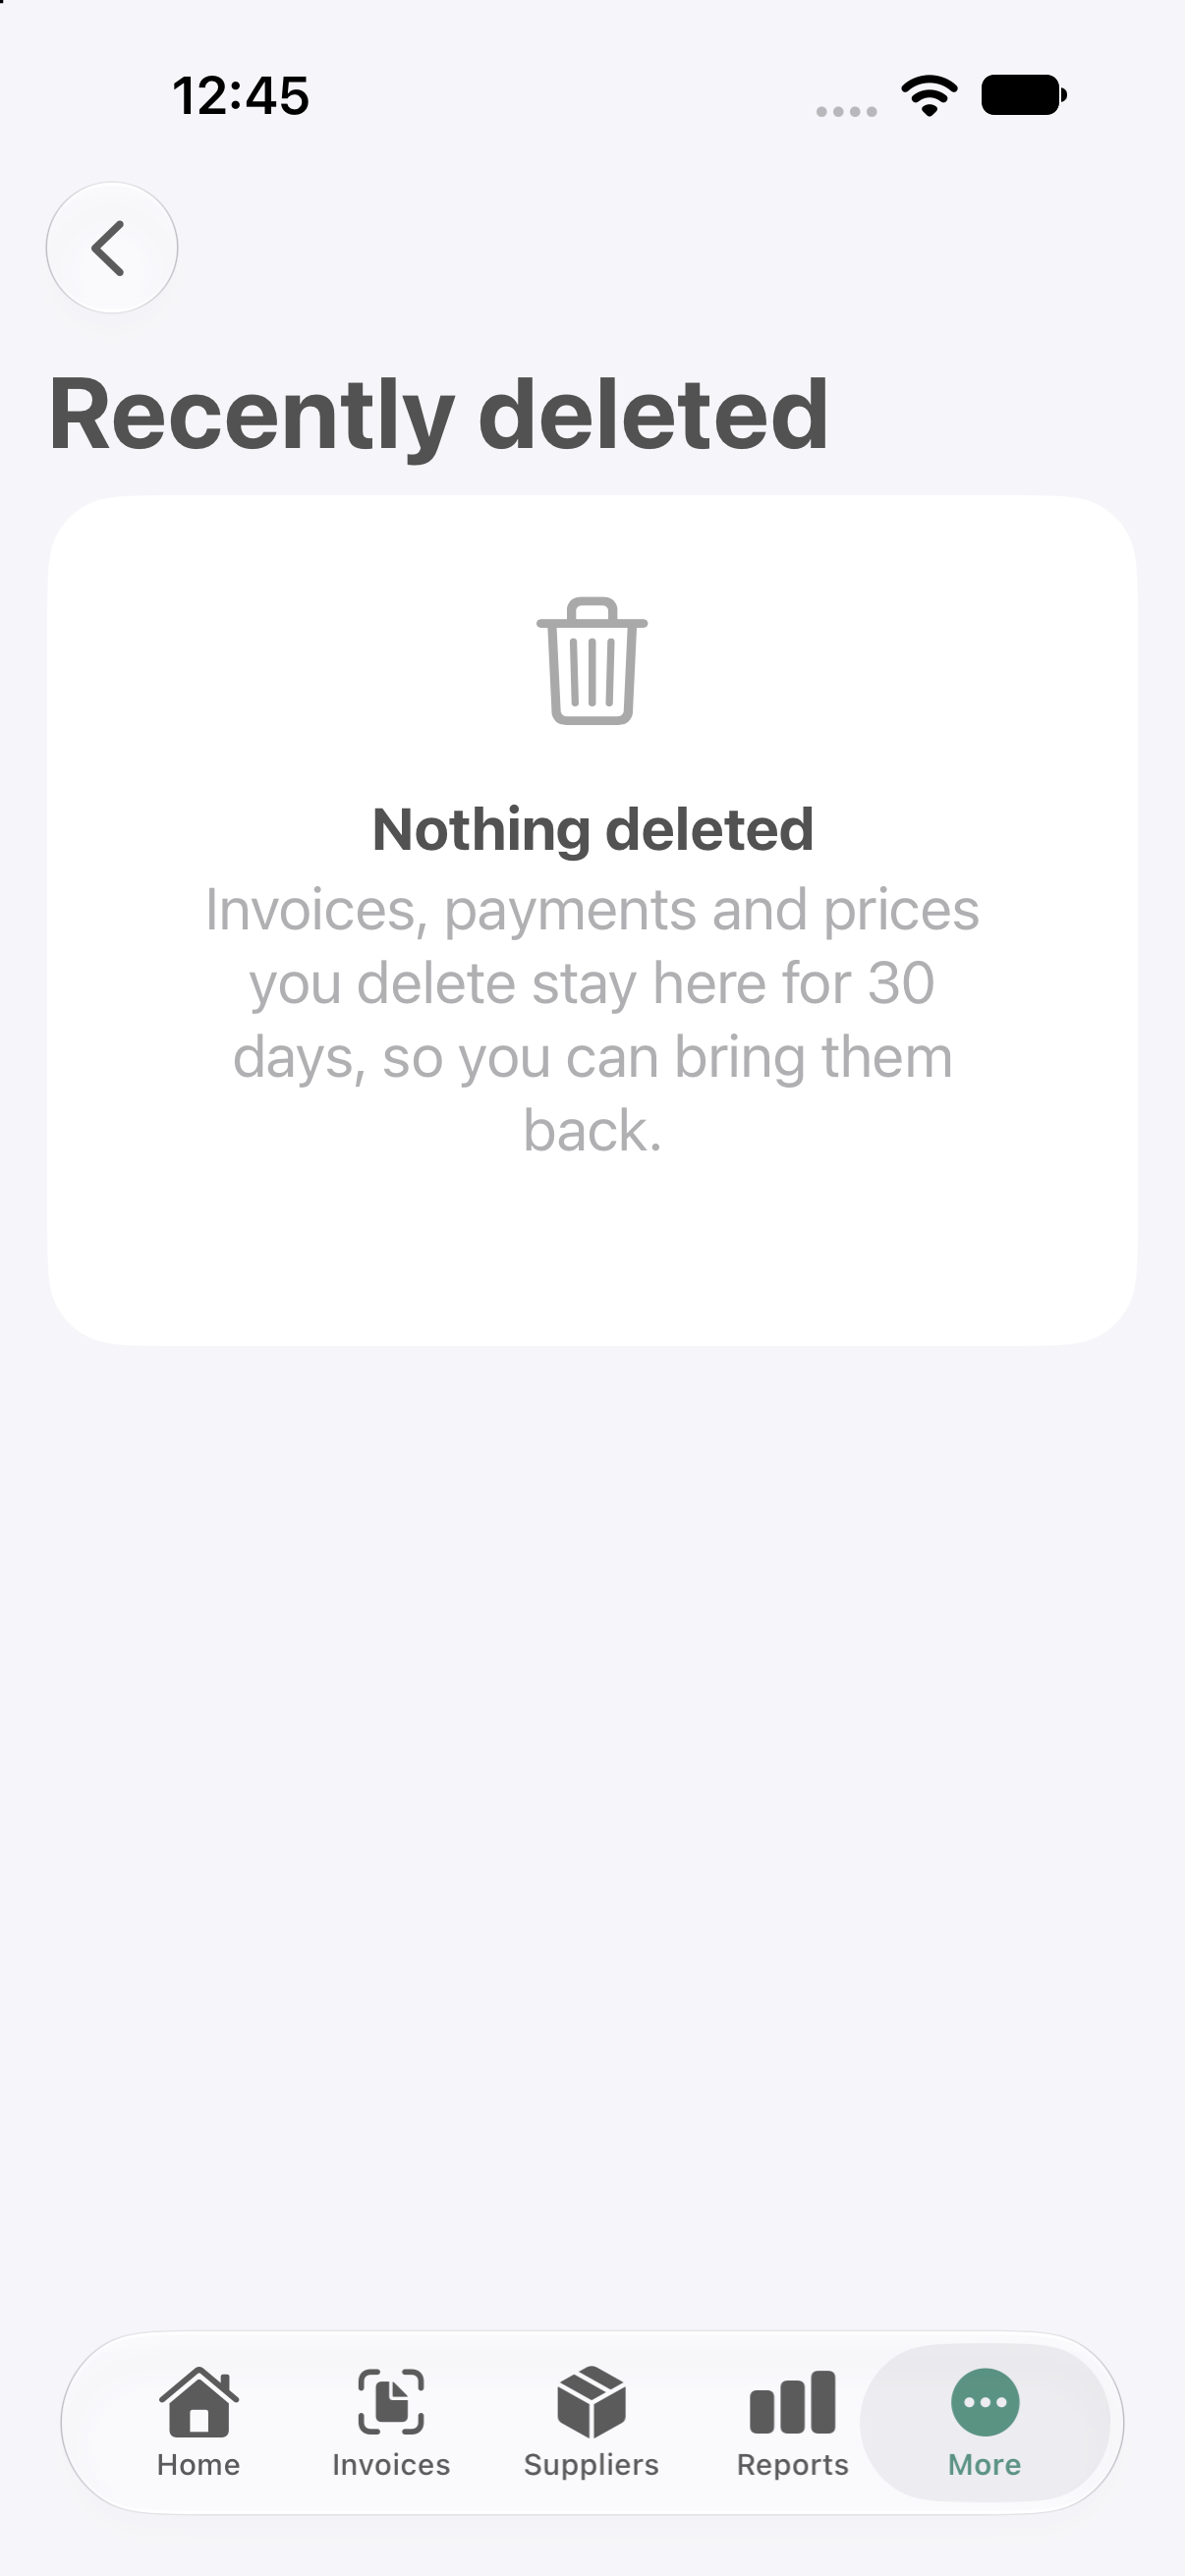 12:45
Recently deleted
Nothing deleted
Invoices, payments and prices
you delete stay here for 30
days, so you can bring them
back.
Home
Invoices
Suppliers
Reports
More